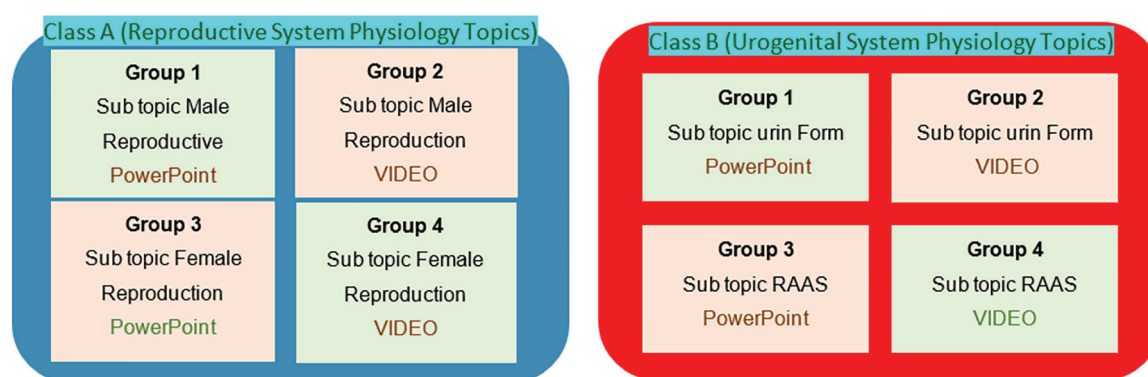 Class A (Reproductive System Physiology Topics)
Group 1
Sub topic Male
Reproductive
PowerPoint
Group 2
Sub topic Male
Reproduction
VIDEO
Group 3
Sub topic Female
Reproduction
PowerPoint
Group 4
Sub topic Female
Reproduction
VIDEO
Class B (Urogenital System Physiology Topics)
Group 1
Sub topic urin Form
PowerPoint
Group 2
Sub topic urin Form
VIDEO
Group 3
Sub topic RAAS
PowerPoint
Group 4
Sub topic RAAS
VIDEO